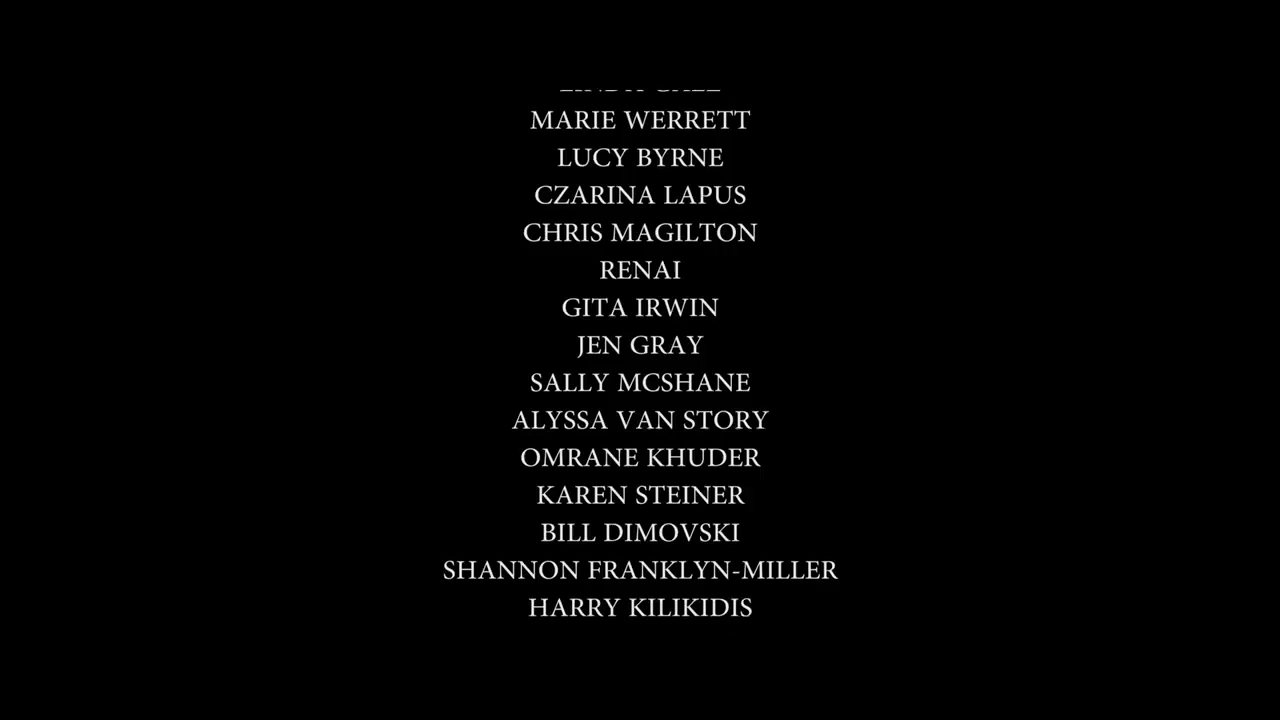 MARIE WERRETT
LUCY BYRNE
CZARINA LAPUS
CHRIS MAGILTON
RENAI
GITA IRWIN
JEN GRAY
SALLY MCSHANE
ALYSSA VAN STORY
OMRANE KHUDER
KAREN STEINER
BILL DIMOVSKI
SHANNON FRANKLYN-MILLER
HARRY KILIKIDIS